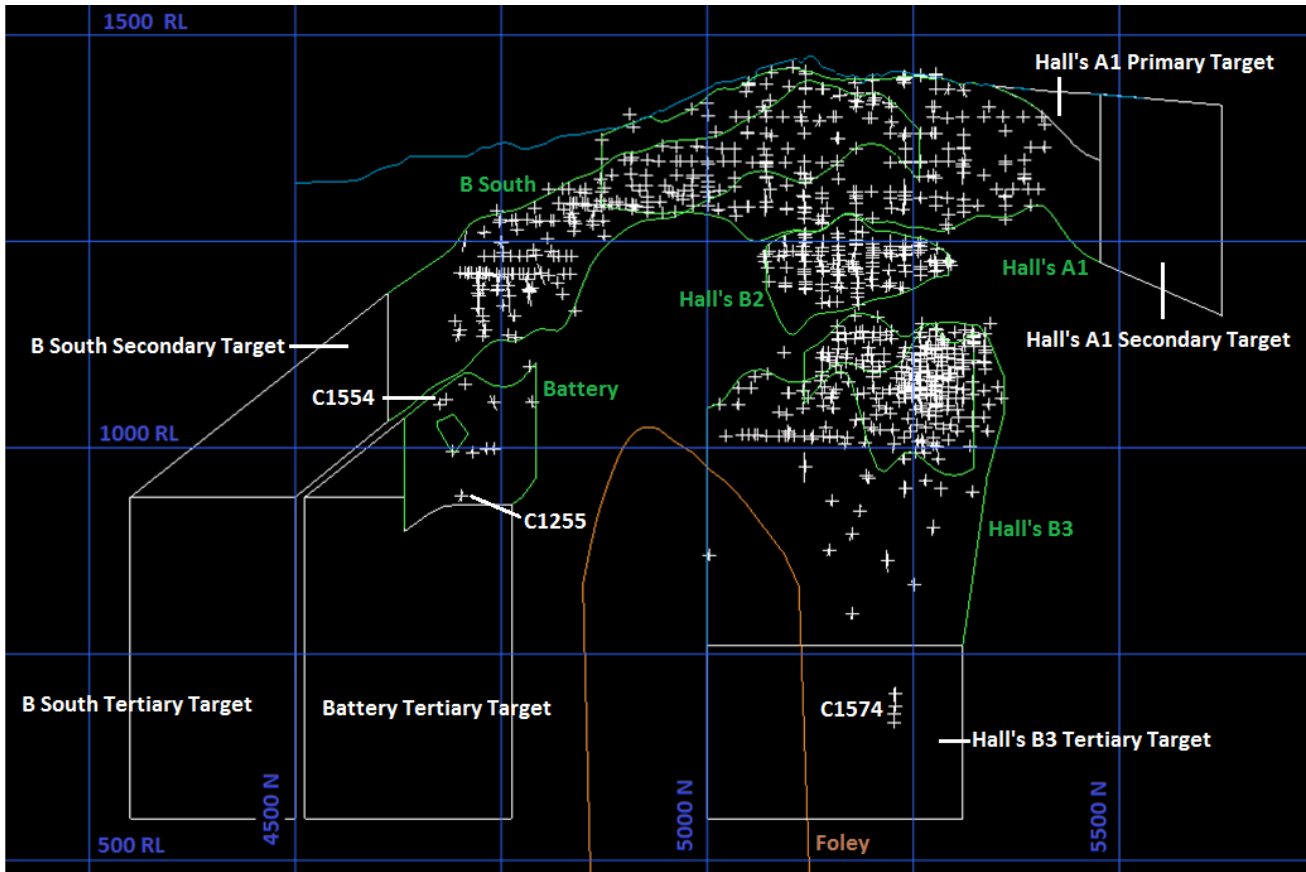 1500 RL
Hall's A1 Primary Target
B South
Hall's A1
Hall's B2
Hall's A1 Secondary Target
B South Secondary Target
Battery
C1554
1000 RL
C1255
Hall's B3
B South Tertiary Target
Battery Tertiary Target
C1574
Hall's B3 Tertiary Target
4500 N
5000 N
5500 N
500 RL
Foley